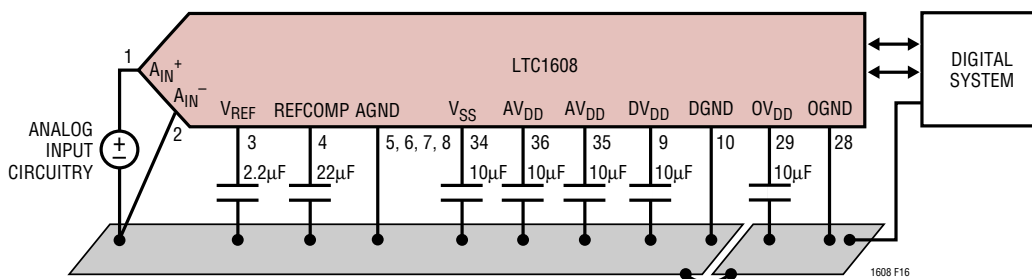 1
A_IN+
A_IN−
2
LTC1608
DIGITAL
SYSTEM
ANALOG
INPUT
CIRCUITRY
+
−
V_REF REFCOMP AGND V_SS AV_DD AV_DD DV_DD DGND OV_DD OGND
3 4 5, 6, 7, 8 34 36 35 9 10 29 28
2.2µF 22µF 10µF 10µF 10µF 10µF 10µF
1608 F16